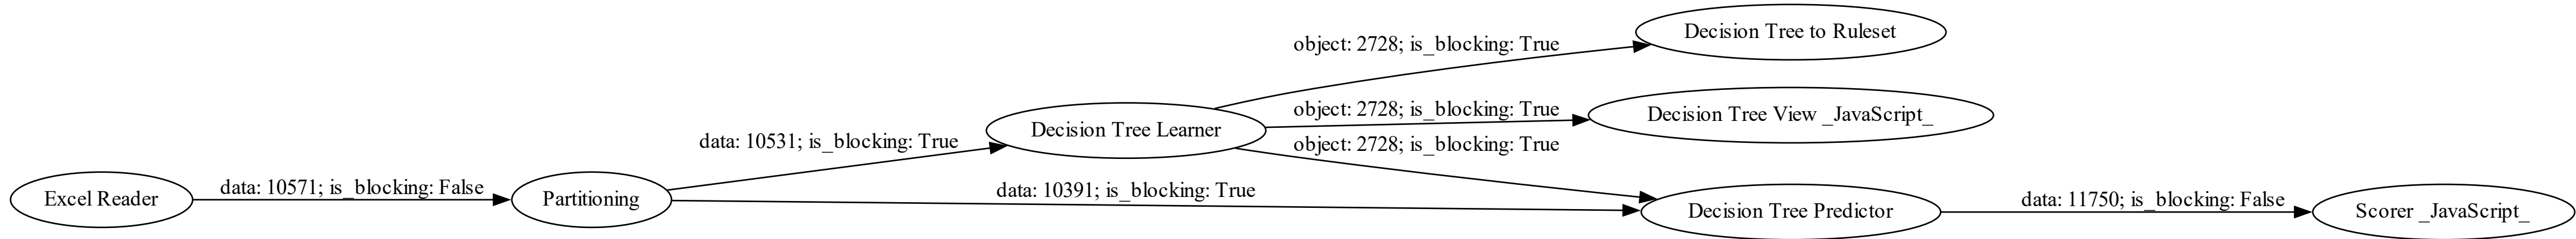 Decision Tree to Ruleset
object: 2728; is_blocking: True
object: 2728; is_blocking: True
Decision Tree View _JavaScript_
Decision Tree Learner
data: 10531; is_blocking: True
object: 2728; is_blocking: True
Excel Reader
data: 10571; is_blocking: False
Partitioning
data: 10391; is_blocking: True
Decision Tree Predictor
data: 11750; is_blocking: False
Scorer _JavaScript_